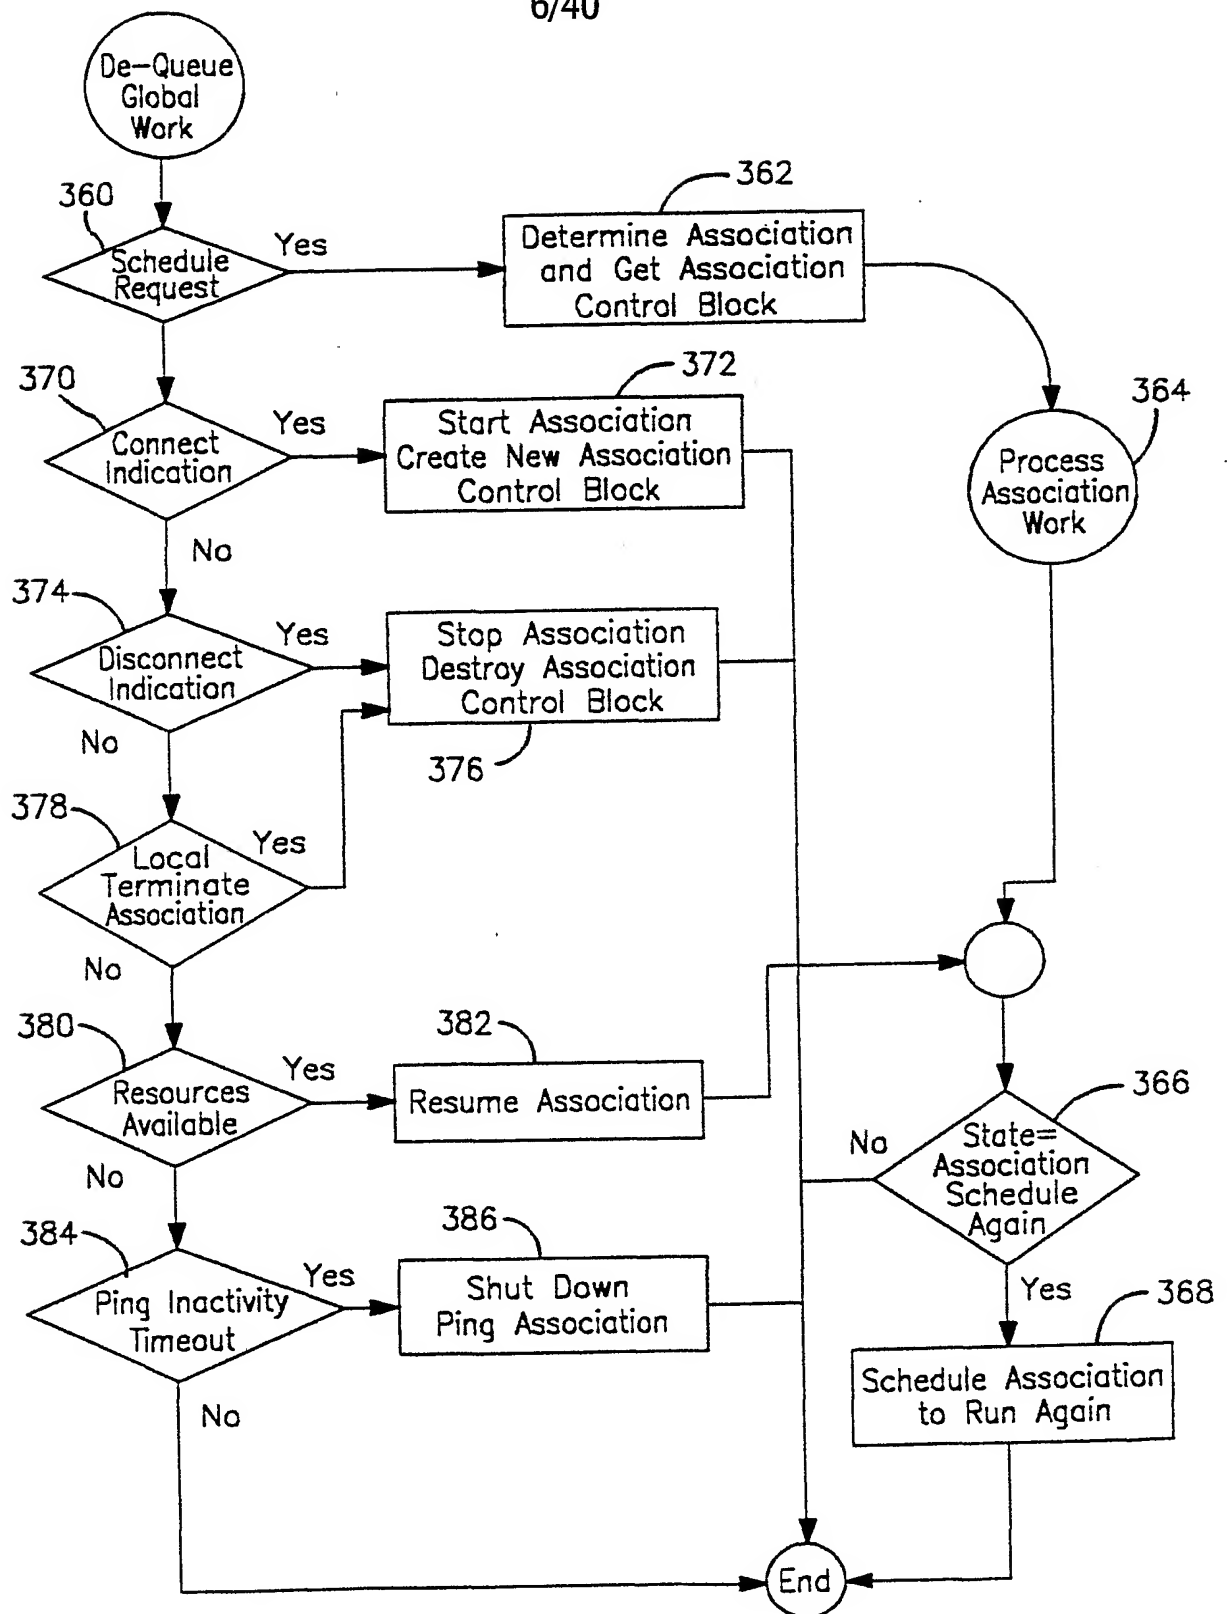 6/40
De-Queue
Global
Work
360
Schedule
Request
Yes
362
Determine Association
and Get Association
Control Block
370
Connect
Indication
Yes
372
Start Association
Create New Association
Control Block
364
Process
Association
Work
No
374
Disconnect
Indication
Yes
Stop Association
Destroy Association
Control Block
376
No
378
Local
Terminate
Association
Yes
No
380
Resources
Available
Yes
382
Resume Association
366
State=
Association
Schedule
Again
No
No
384
Ping Inactivity
Timeout
Yes
386
Shut Down
Ping Association
Yes
368
Schedule Association
to Run Again
No
End